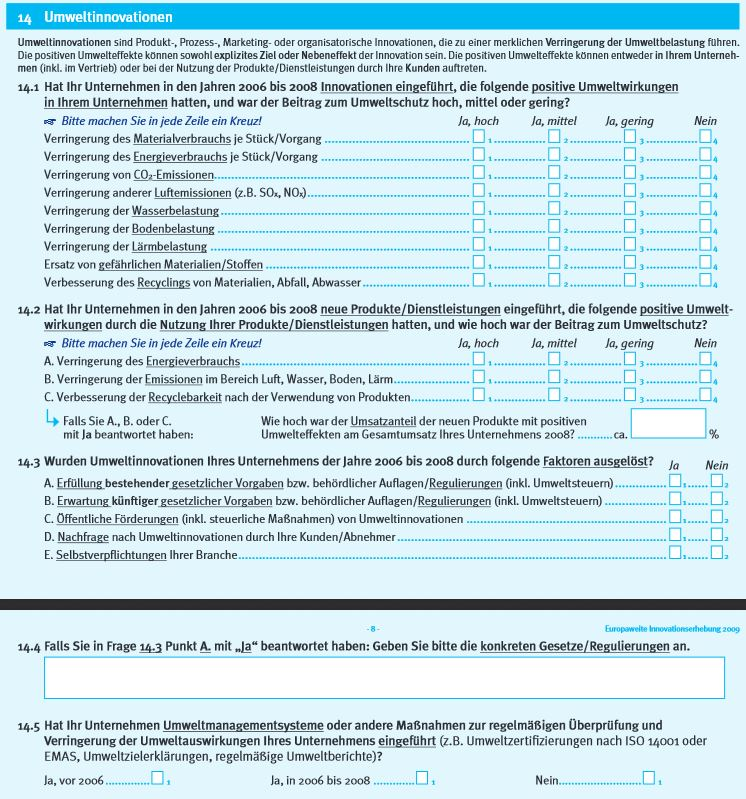 14 Umweltinnovationen
Umweltinnovationen sind Produkt-, Prozess-, Marketing- oder organisatorische Innovationen, die zu einer merklichen Verringerung der Umweltbelastung führen.
Die positiven Umwelteffekte können sowohl explizites Ziel oder Nebeneffekt der Innovation sein. Die positiven Umwelteffekte können entweder in Ihrem Unterneh-
men (inkl. im Vertrieb) oder bei der Nutzung der Produkte/Dienstleistungen durch Ihre Kunden auftreten.
14.1 Hat Ihr Unternehmen in den Jahren 2006 bis 2008 Innovationen eingeführt, die folgende positive Umweltwirkungen
in Ihrem Unternehmen hatten, und war der Beitrag zum Umweltschutz hoch, mittel oder gering?
☞ Bitte machen Sie in jede Zeile ein Kreuz! Ja, hoch Ja, mittel Ja, gering Nein
Verringerung des Materialverbrauchs je Stück/Vorgang ☐ 1 ☐ 2 ☐ 3 ☐ 4
Verringerung des Energieverbrauchs je Stück/Vorgang ☐ 1 ☐ 2 ☐ 3 ☐ 4
Verringerung von CO₂-Emissionen ☐ 1 ☐ 2 ☐ 3 ☐ 4
Verringerung anderer Luftemissionen (z.B. SOₓ, NOₓ) ☐ 1 ☐ 2 ☐ 3 ☐ 4
Verringerung der Wasserbelastung ☐ 1 ☐ 2 ☐ 3 ☐ 4
Verringerung der Bodenbelastung ☐ 1 ☐ 2 ☐ 3 ☐ 4
Verringerung der Lärmbelastung ☐ 1 ☐ 2 ☐ 3 ☐ 4
Ersatz von gefährlichen Materialien/Stoffen ☐ 1 ☐ 2 ☐ 3 ☐ 4
Verbesserung des Recyclings von Materialien, Abfall, Abwasser ☐ 1 ☐ 2 ☐ 3 ☐ 4
14.2 Hat Ihr Unternehmen in den Jahren 2006 bis 2008 neue Produkte/Dienstleistungen eingeführt, die folgende positive Umwelt-
wirkungen durch die Nutzung Ihrer Produkte/Dienstleistungen hatten, und wie hoch war der Beitrag zum Umweltschutz?
☞ Bitte machen Sie in jede Zeile ein Kreuz! Ja, hoch Ja, mittel Ja, gering Nein
A. Verringerung des Energieverbrauchs ☐ 1 ☐ 2 ☐ 3 ☐ 4
B. Verringerung der Emissionen im Bereich Luft, Wasser, Boden, Lärm ☐ 1 ☐ 2 ☐ 3 ☐ 4
C. Verbesserung der Recyclebarkeit nach der Verwendung von Produkten ☐ 1 ☐ 2 ☐ 3 ☐ 4
Falls Sie A., B. oder C. Wie hoch war der Umsatzanteil der neuen Produkte mit positiven
mit Ja beantwortet haben: Umwelteffekten am Gesamtumsatz Ihres Unternehmens 2008? ca. %
14.3 Wurden Umweltinnovationen Ihres Unternehmens der Jahre 2006 bis 2008 durch folgende Faktoren ausgelöst? Ja Nein
A. Erfüllung bestehender gesetzlicher Vorgaben bzw. behördlicher Auflagen/Regulierungen (inkl. Umweltsteuern) ☐ 1 ☐ 2
B. Erwartung künftiger gesetzlicher Vorgaben bzw. behördlicher Auflagen/Regulierungen (inkl. Umweltsteuern) ☐ 1 ☐ 2
C. Öffentliche Förderungen (inkl. steuerliche Maßnahmen) von Umweltinnovationen ☐ 1 ☐ 2
D. Nachfrage nach Umweltinnovationen durch Ihre Kunden/Abnehmer ☐ 1 ☐ 2
E. Selbstverpflichtungen Ihrer Branche ☐ 1 ☐ 2
- 8 - Europaweite Innovationserhebung 2009
14.4 Falls Sie in Frage 14.3 Punkt A. mit „Ja“ beantwortet haben: Geben Sie bitte die konkreten Gesetze/Regulierungen an.
14.5 Hat Ihr Unternehmen Umweltmanagementsysteme oder andere Maßnahmen zur regelmäßigen Überprüfung und
Verringerung der Umweltauswirkungen Ihres Unternehmens eingeführt (z.B. Umweltzertifizierungen nach ISO 14001 oder
EMAS, Umweltzielerklärungen, regelmäßige Umweltberichte)?
Ja, vor 2006 ☐ 1 Ja, in 2006 bis 2008 ☐ 1 Nein ☐ 1